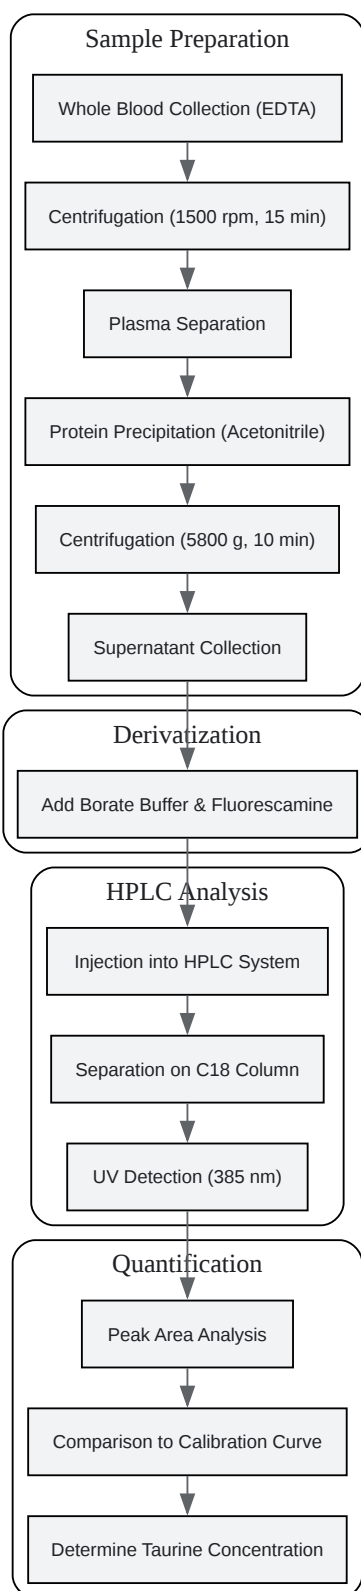 Sample Preparation
Whole Blood Collection (EDTA)
Centrifugation (1500 rpm, 15 min)
Plasma Separation
Protein Precipitation (Acetonitrile)
Centrifugation (5800 g, 10 min)
Supernatant Collection
Derivatization
Add Borate Buffer & Fluorescamine
HPLC Analysis
Injection into HPLC System
Separation on C18 Column
UV Detection (385 nm)
Quantification
Peak Area Analysis
Comparison to Calibration Curve
Determine Taurine Concentration